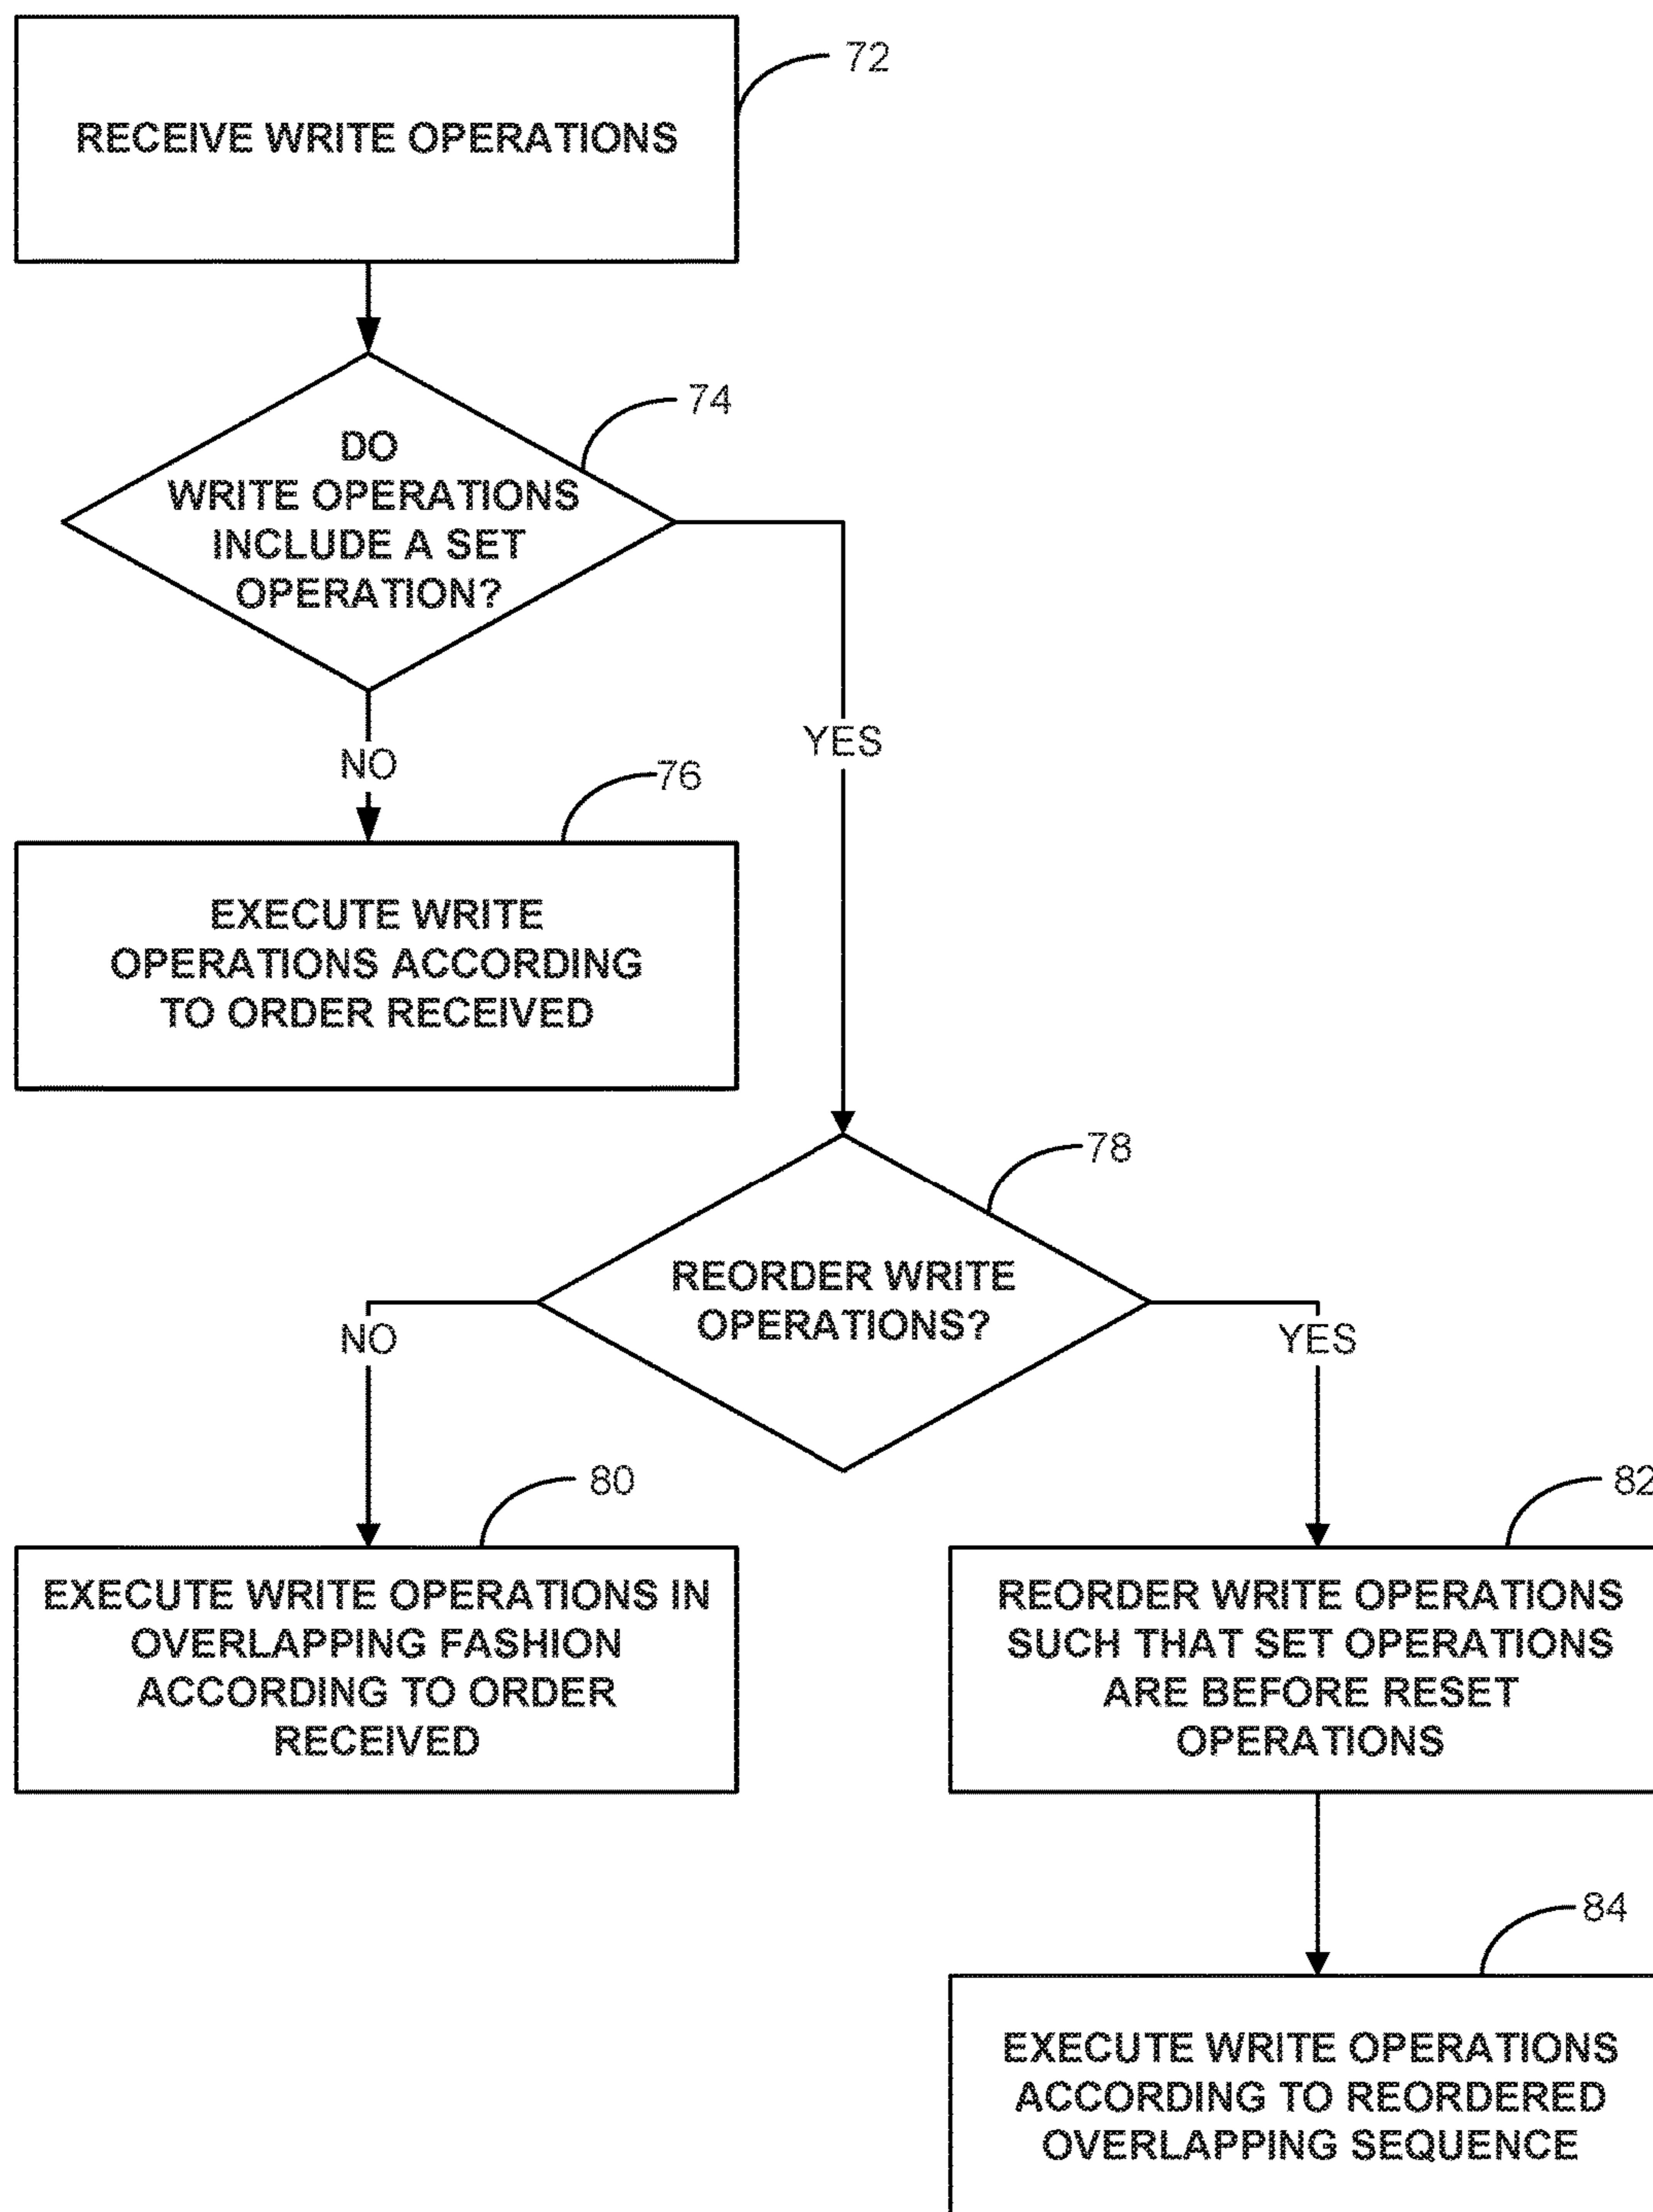 72
RECEIVE WRITE OPERATIONS
74
DO
WRITE OPERATIONS
INCLUDE A SET
OPERATION?
YES
NO
76
EXECUTE WRITE
OPERATIONS ACCORDING
TO ORDER RECEIVED
78
REORDER WRITE
OPERATIONS?
NO
YES
80
82
EXECUTE WRITE OPERATIONS IN
OVERLAPPING FASHION
ACCORDING TO ORDER
RECEIVED
REORDER WRITE OPERATIONS
SUCH THAT SET OPERATIONS
ARE BEFORE RESET
OPERATIONS
84
EXECUTE WRITE OPERATIONS
ACCORDING TO REORDERED
OVERLAPPING SEQUENCE